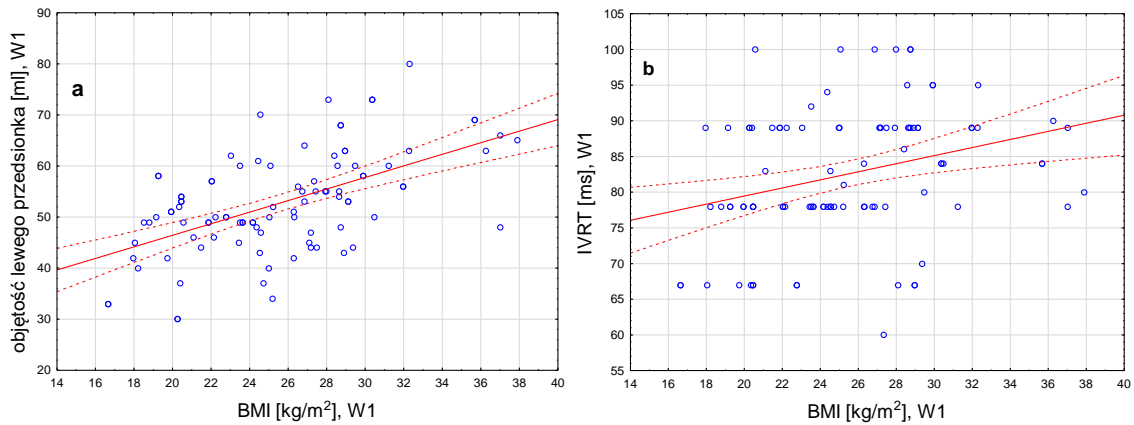 a
objętość lewego przedsionka [ml], W1
90
80
70
60
50
40
30
20
14 16 18 20 22 24 26 28 30 32 34 36 38 40
BMI [kg/m²], W1
b
IVRT [ms], W1
105
100
95
90
85
80
75
70
65
60
55
14 16 18 20 22 24 26 28 30 32 34 36 38 40
BMI [kg/m²], W1